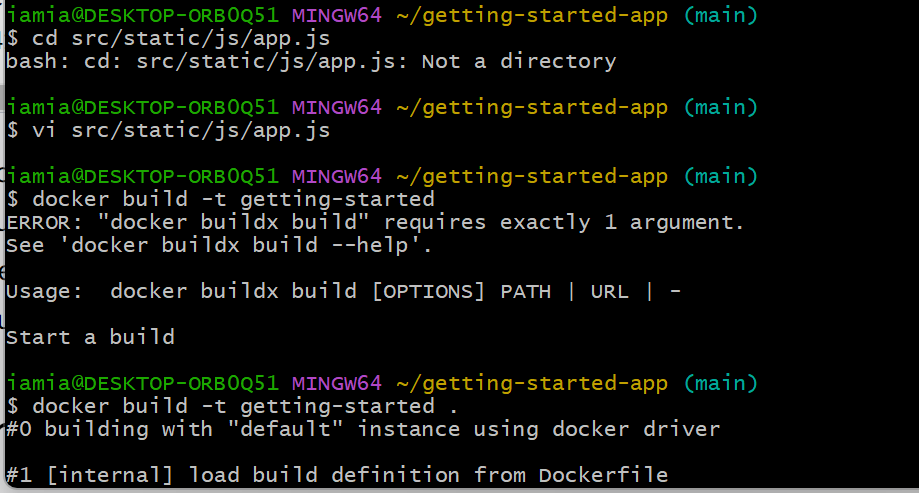 iamia@DESKTOP-ORB0Q51 MINGW64 ~/getting-started-app (main)
$ cd src/static/js/app.js
bash: cd: src/static/js/app.js: Not a directory
iamia@DESKTOP-ORB0Q51 MINGW64 ~/getting-started-app (main)
$ vi src/static/js/app.js
iamia@DESKTOP-ORB0Q51 MINGW64 ~/getting-started-app (main)
$ docker build -t getting-started
ERROR: "docker buildx build" requires exactly 1 argument.
See 'docker buildx build --help'.
Usage:  docker buildx build [OPTIONS] PATH | URL | -
Start a build
iamia@DESKTOP-ORB0Q51 MINGW64 ~/getting-started-app (main)
$ docker build -t getting-started .
#0 building with "default" instance using docker driver
#1 [internal] load build definition from Dockerfile